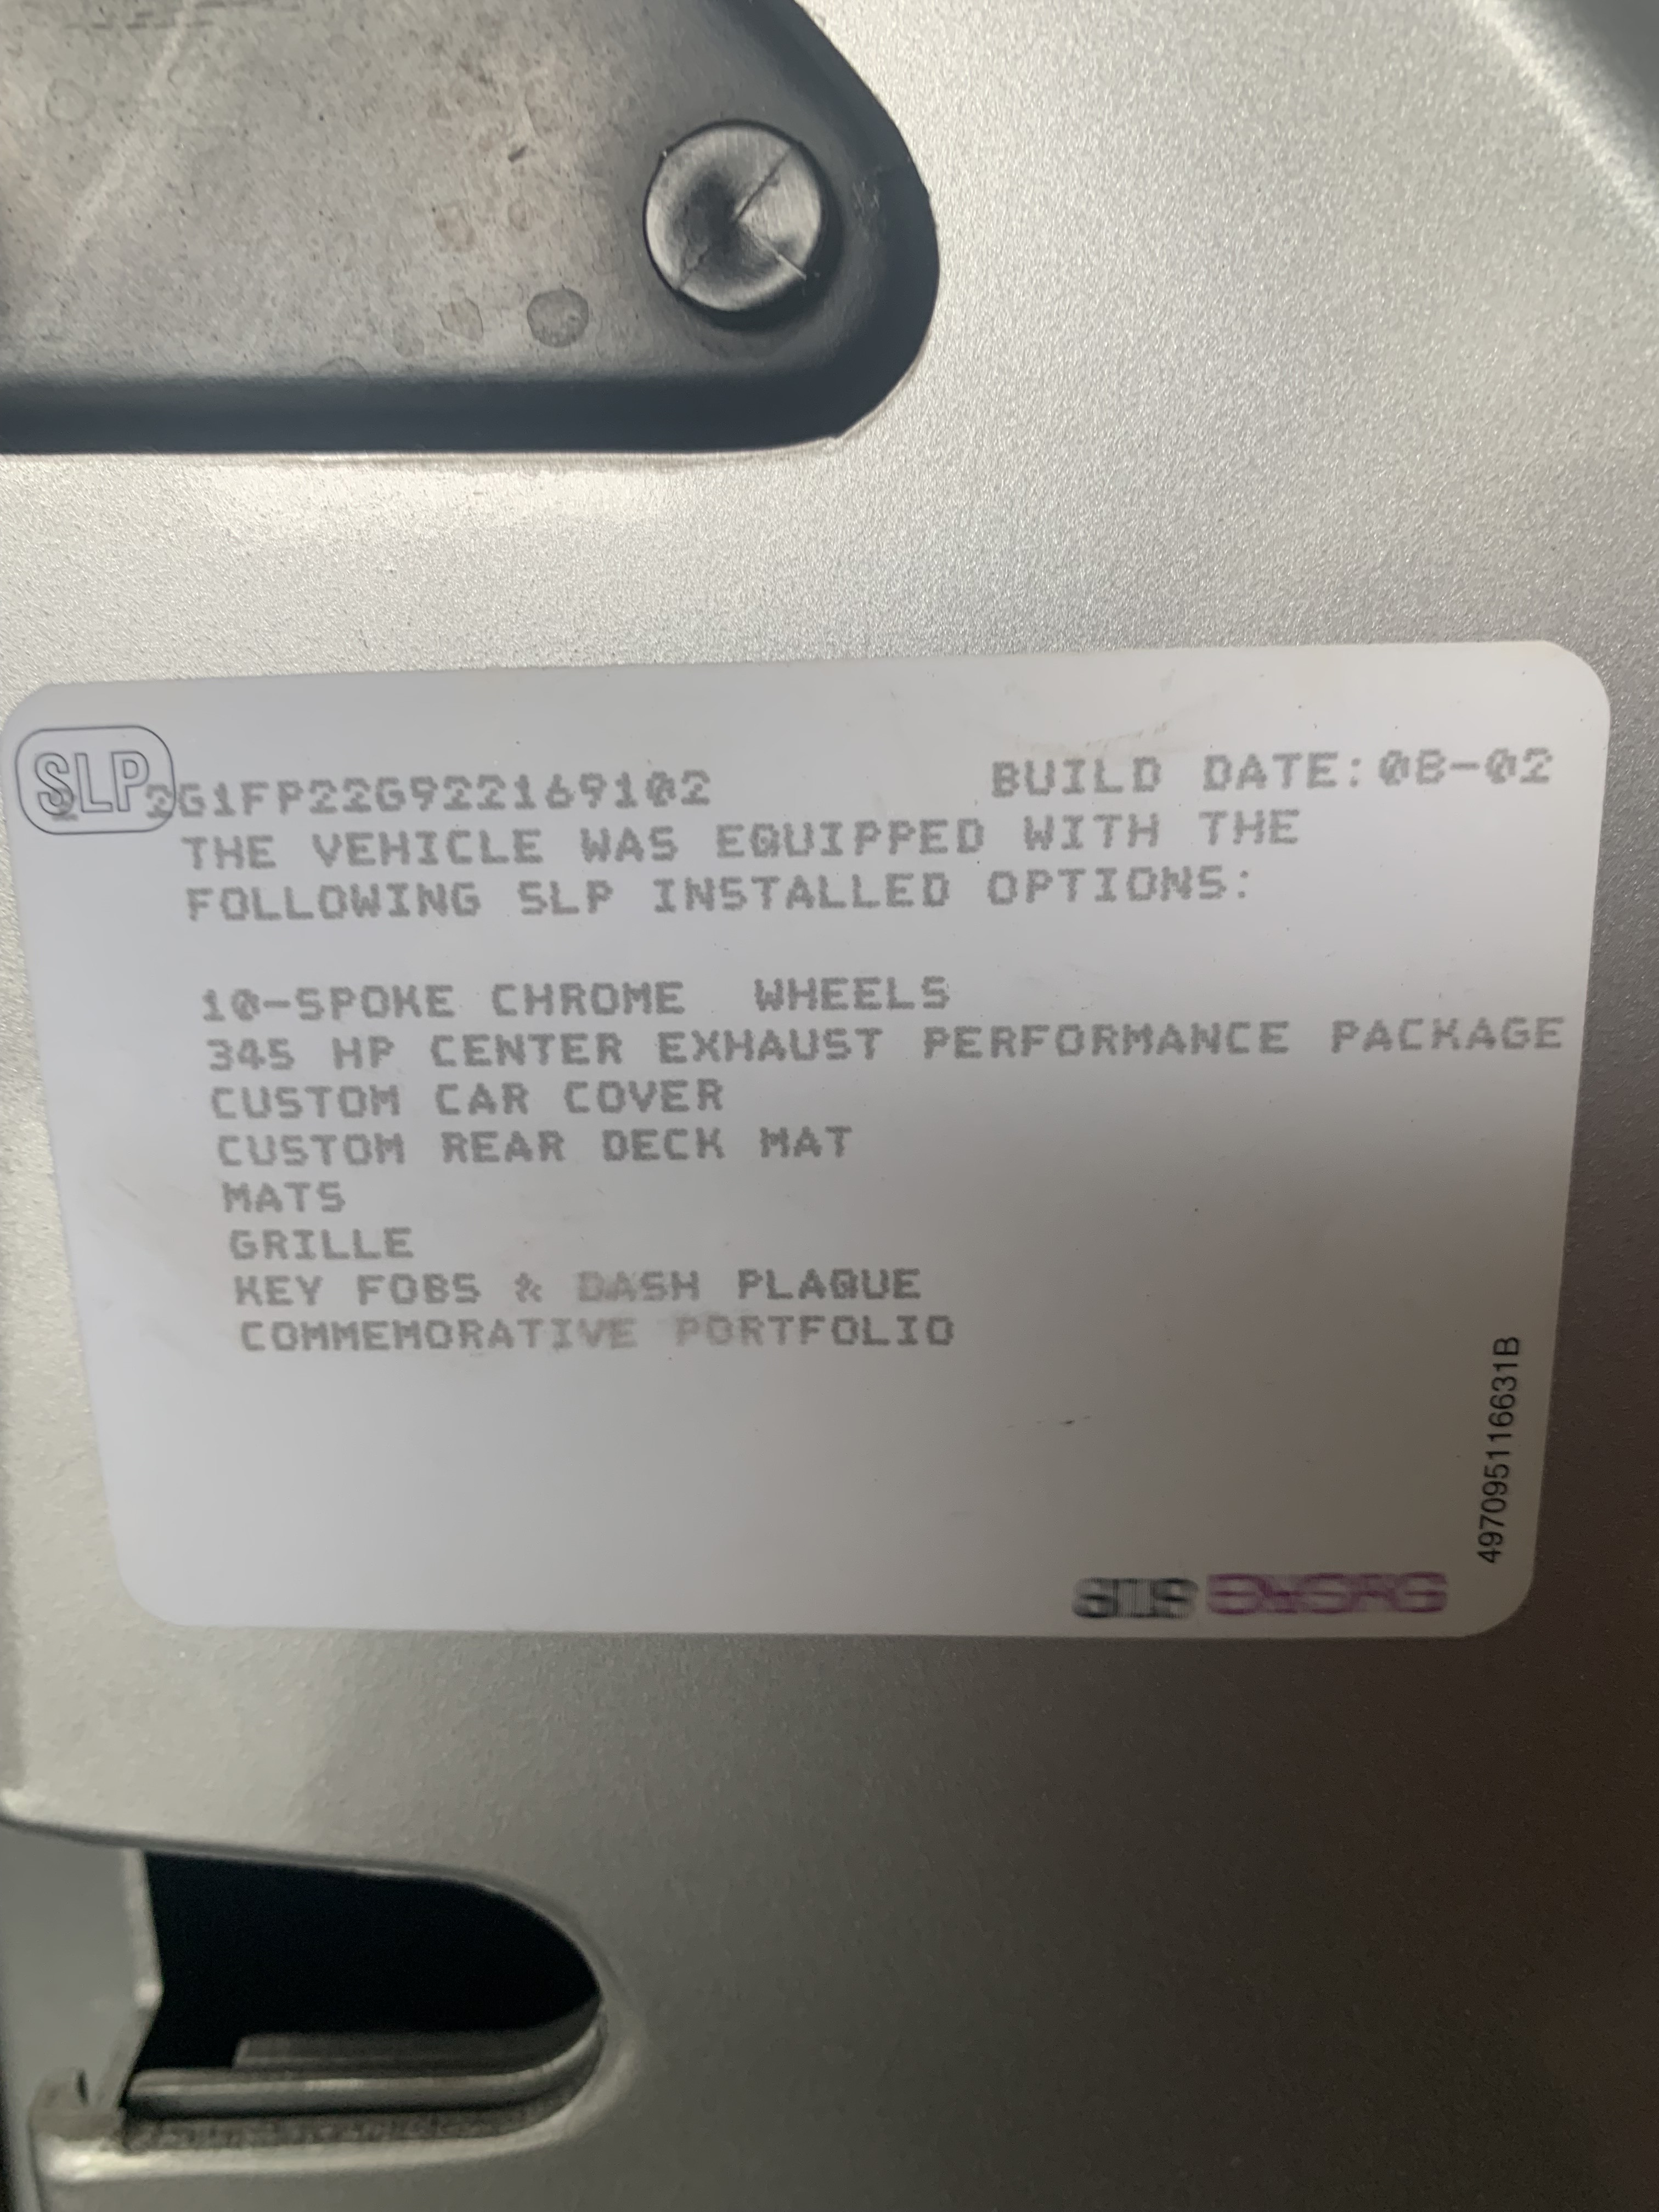 SLP 2G1FP22G922169102 BUILD DATE:08-02
THE VEHICLE WAS EQUIPPED WITH THE
FOLLOWING SLP INSTALLED OPTIONS:
10-SPOKE CHROME WHEELS
345 HP CENTER EXHAUST PERFORMANCE PACKAGE
CUSTOM CAR COVER
CUSTOM REAR DECK MAT
MATS
GRILLE
KEY FOBS & DASH PLAQUE
COMMEMORATIVE PORTFOLIO
497095116631B